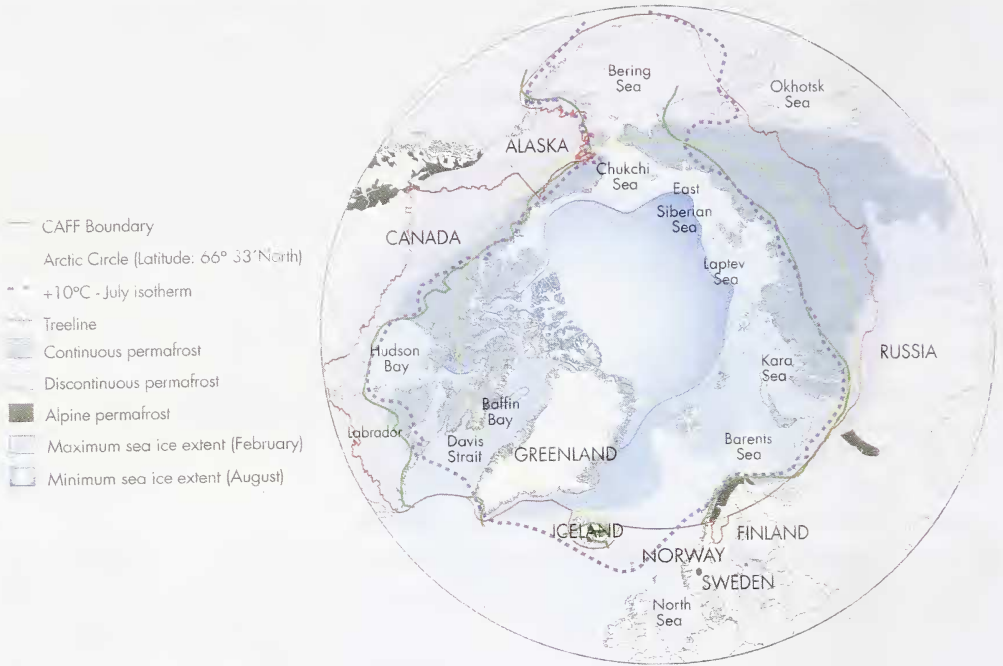 CAFF Boundary
Arctic Circle (Latitude: 66° 33´North)
+10°C - July isotherm
Treeline
Continuous permafrost
Discontinuous permafrost
Alpine permafrost
Maximum sea ice extent (February)
Minimum sea ice extent (August)
Bering
Sea
Okhotsk
Sea
ALASKA
Chukchi
Sea
East
Siberian
Sea
CANADA
Laptev
Sea
Hudson
Bay
Kara
Sea
RUSSIA
Baffin
Bay
Labrador
Davis
Strait
GREENLAND
Barents
Sea
ICELAND
FINLAND
NORWAY
SWEDEN
North
Sea